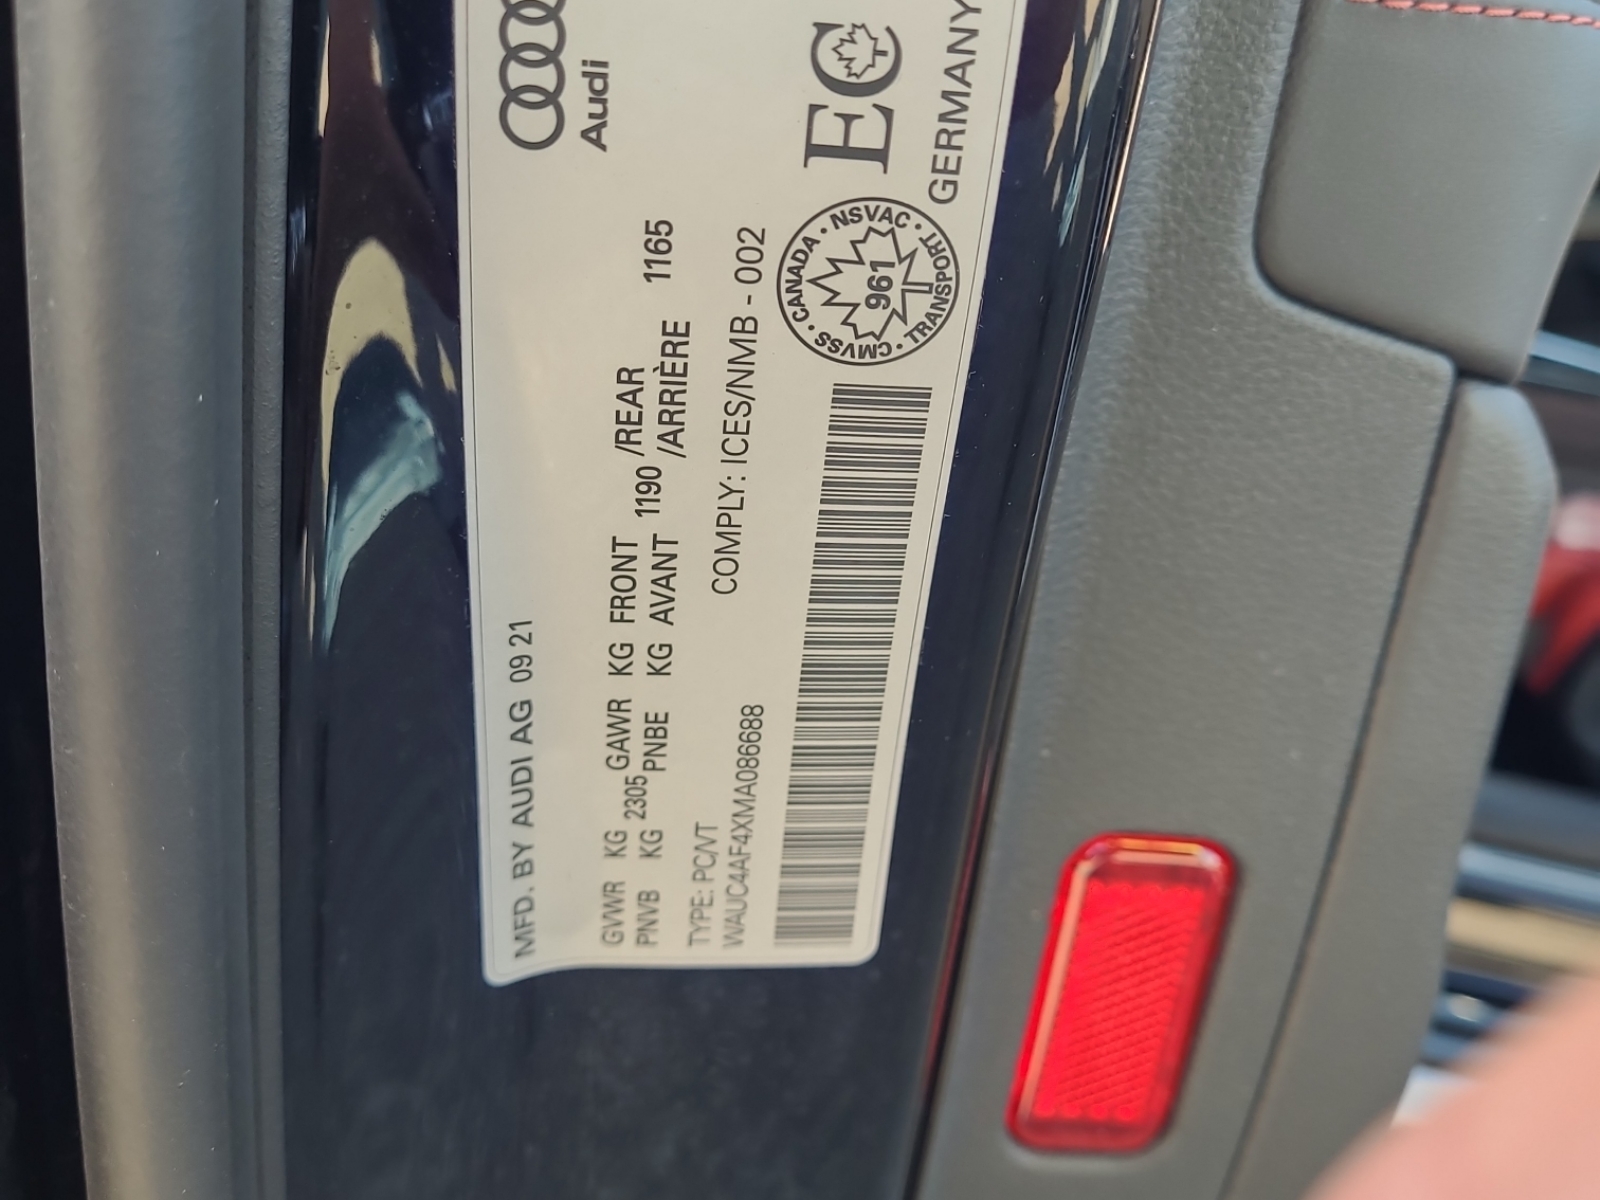 MFD. BY AUDI AG 09 21
Audi
GVWR KG 2305 GAWR KG FRONT 1190 /REAR 1165
PNVB KG PNBE KG AVANT /ARRIÈRE
TYPE: PC/VT
COMPLY: ICES/NMB - 002
WAUC4AF4XMA086688
CANADA · NSVAC · TRANSPORT · CMVSS ·
961
EC
GERMANY